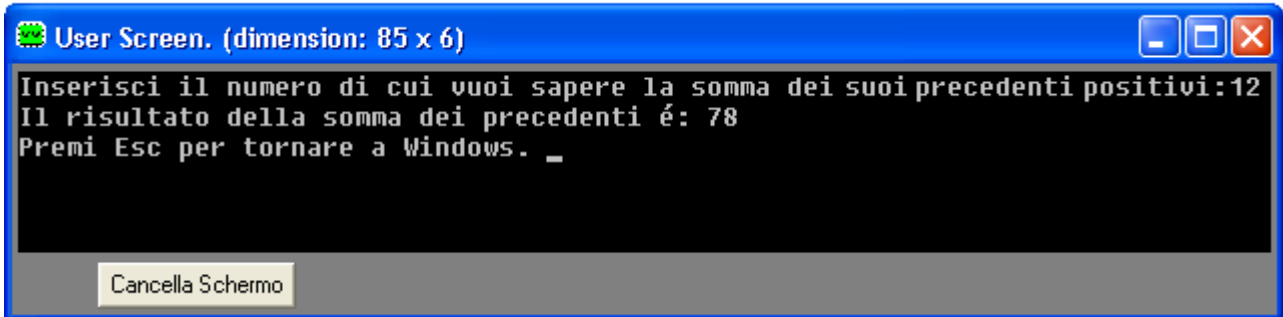 User Screen. (dimension: 85 x 6)
Inserisci il numero di cui vuoi sapere la somma dei suoi precedenti positivi:12
Il risultato della somma dei precedenti é: 78
Premi Esc per tornare a Windows. _
Cancella Schermo